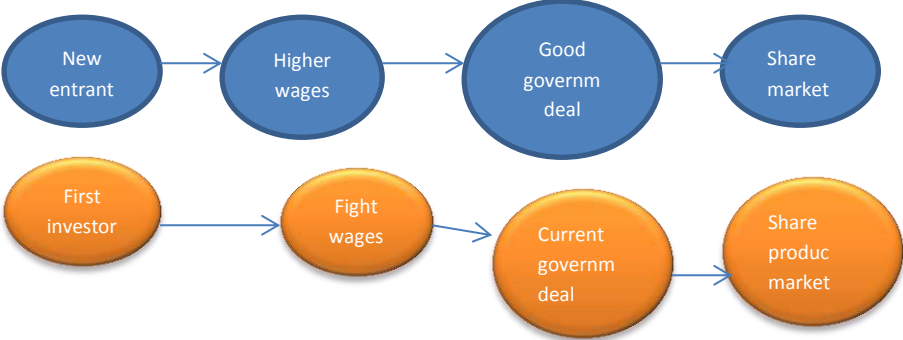 New
entrant
Higher
wages
Good
governm
deal
Share
market
First
investor
Fight
wages
Current
governm
deal
Share
produc
market